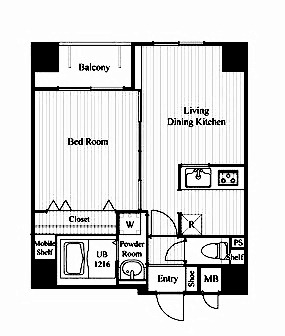 Balcony
Living
Dining Kitchen
Bed Room
Closet
W
R
Mobile
Shelf
UB
1216
Powder
Room
PS
Shelf
Entry
Shoe
MB